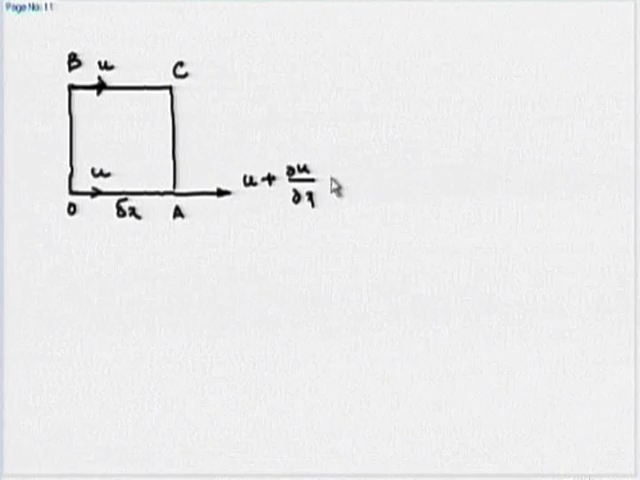 Page No: 11
B u C
u
u + ∂u/∂x
O δx A